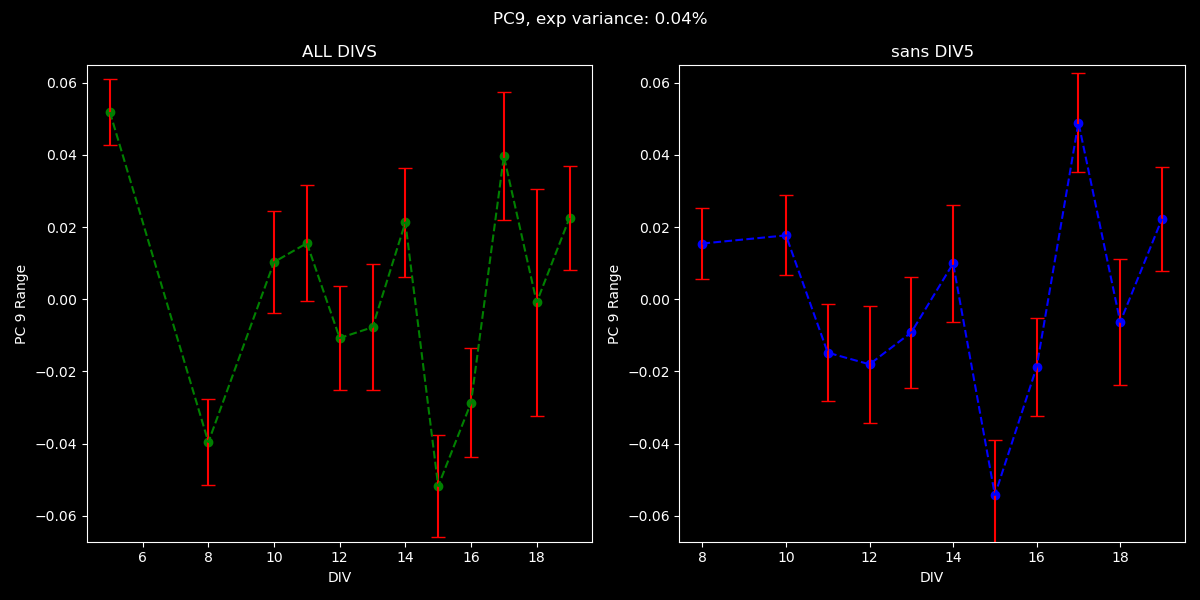 PC9, exp variance: 0.04%
ALL DIVS
PC 9 Range
0.06
0.04
0.02
0.00
−0.02
−0.04
−0.06
6 8 10 12 14 16 18
DIV
sans DIV5
PC 9 Range
0.06
0.04
0.02
0.00
−0.02
−0.04
−0.06
8 10 12 14 16 18
DIV